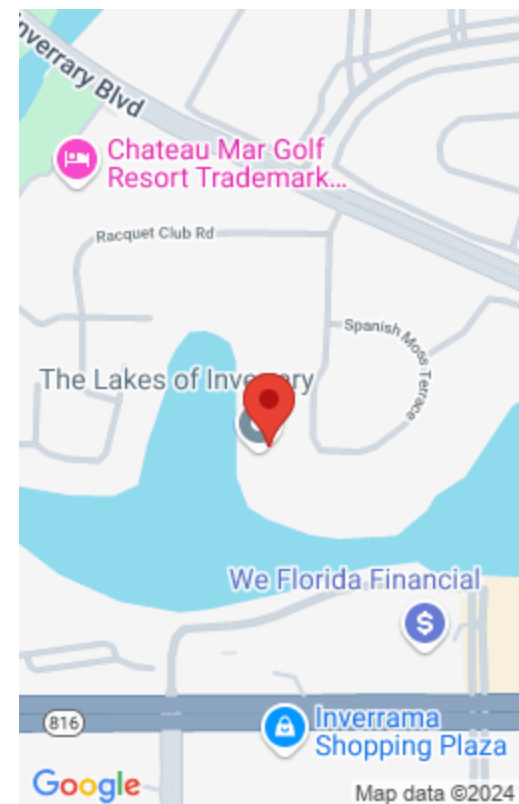 Inverrary Blvd
Chateau Mar Golf
Resort Trademark...
Racquet Club Rd
Spanish Moss Terrace
The Lakes of Inverrary
We Florida Financial
$
816
Inverrama
Shopping Plaza
Google
Map data ©2024